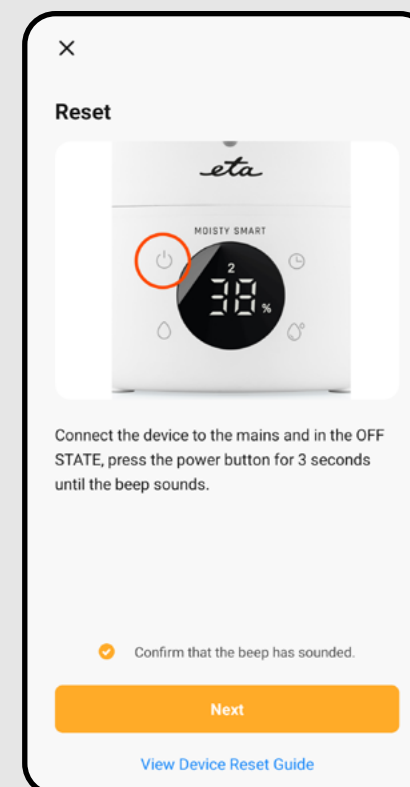 Reset
eta
MOISTY SMART
2
38 %
Connect the device to the mains and in the OFF
STATE, press the power button for 3 seconds
until the beep sounds.
Confirm that the beep has sounded.
Next
View Device Reset Guide